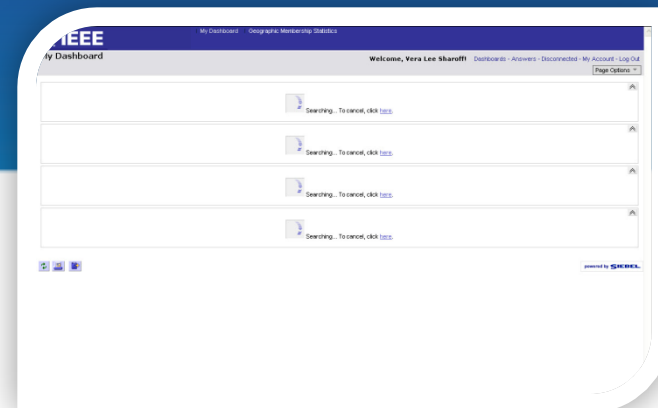 IEEE
My Dashboard Geographic Membership Statistics
My Dashboard
Welcome, Vera Lee Sharoff! Dashboards - Answers - Disconnected - My Account - Log Out
Page Options
Searching... To cancel, click here.
Searching... To cancel, click here.
Searching... To cancel, click here.
Searching... To cancel, click here.
powered by SIEBEL